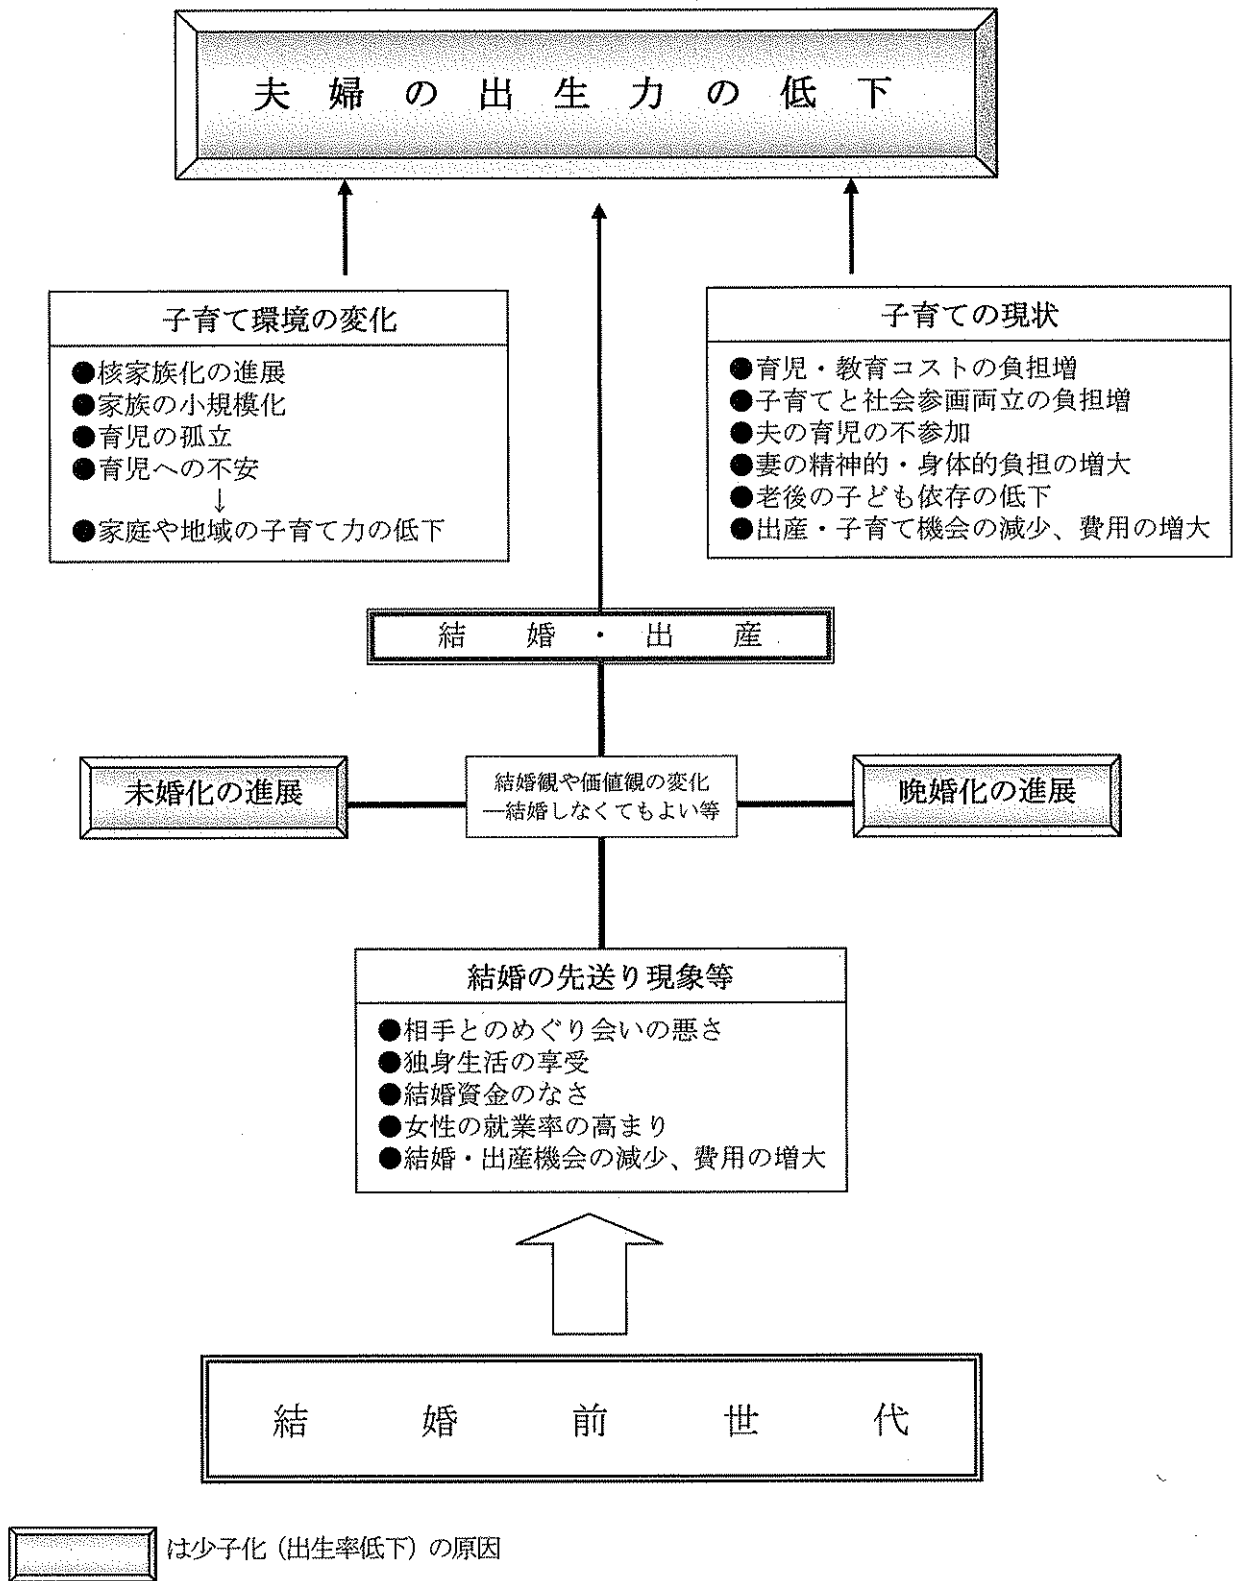 夫婦の出生力の低下
子育て環境の変化
●核家族化の進展
●家族の小規模化
●育児の孤立
●育児への不安
↓
●家庭や地域の子育て力の低下
子育ての現状
●育児・教育コストの負担増
●子育てと社会参画両立の負担増
●夫の育児の不参加
●妻の精神的・身体的負担の増大
●老後の子ども依存の低下
●出産・子育て機会の減少、費用の増大
結婚・出産
未婚化の進展
結婚観や価値観の変化
―結婚しなくてもよい等
晩婚化の進展
結婚の先送り現象等
●相手とのめぐり会いの悪さ
●独身生活の享受
●結婚資金のなさ
●女性の就業率の高まり
●結婚・出産機会の減少、費用の増大
結婚前世代
は少子化（出生率低下）の原因